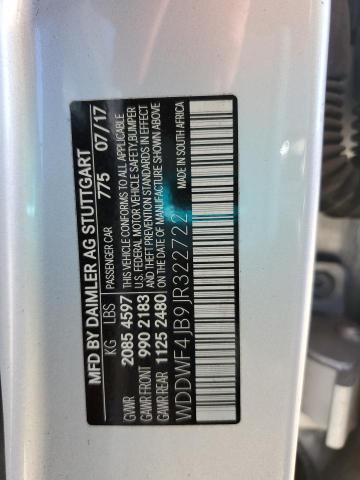 MFD BY DAIMLER AG STUTTGART
PASSENGER CAR 775 07/17
KG LBS
GVWR 2085 4597
GAWR FRONT 990 2183
GAWR REAR 1125 2480
THIS VEHICLE CONFORMS TO ALL APPLICABLE
U.S. FEDERAL MOTOR VEHICLE SAFETY,BUMPER
AND THEFT PREVENTION STANDARDS IN EFFECT
ON THE DATE OF MANUFACTURE SHOWN ABOVE
MADE IN SOUTH AFRICA
WDDWF4JB9JR322722